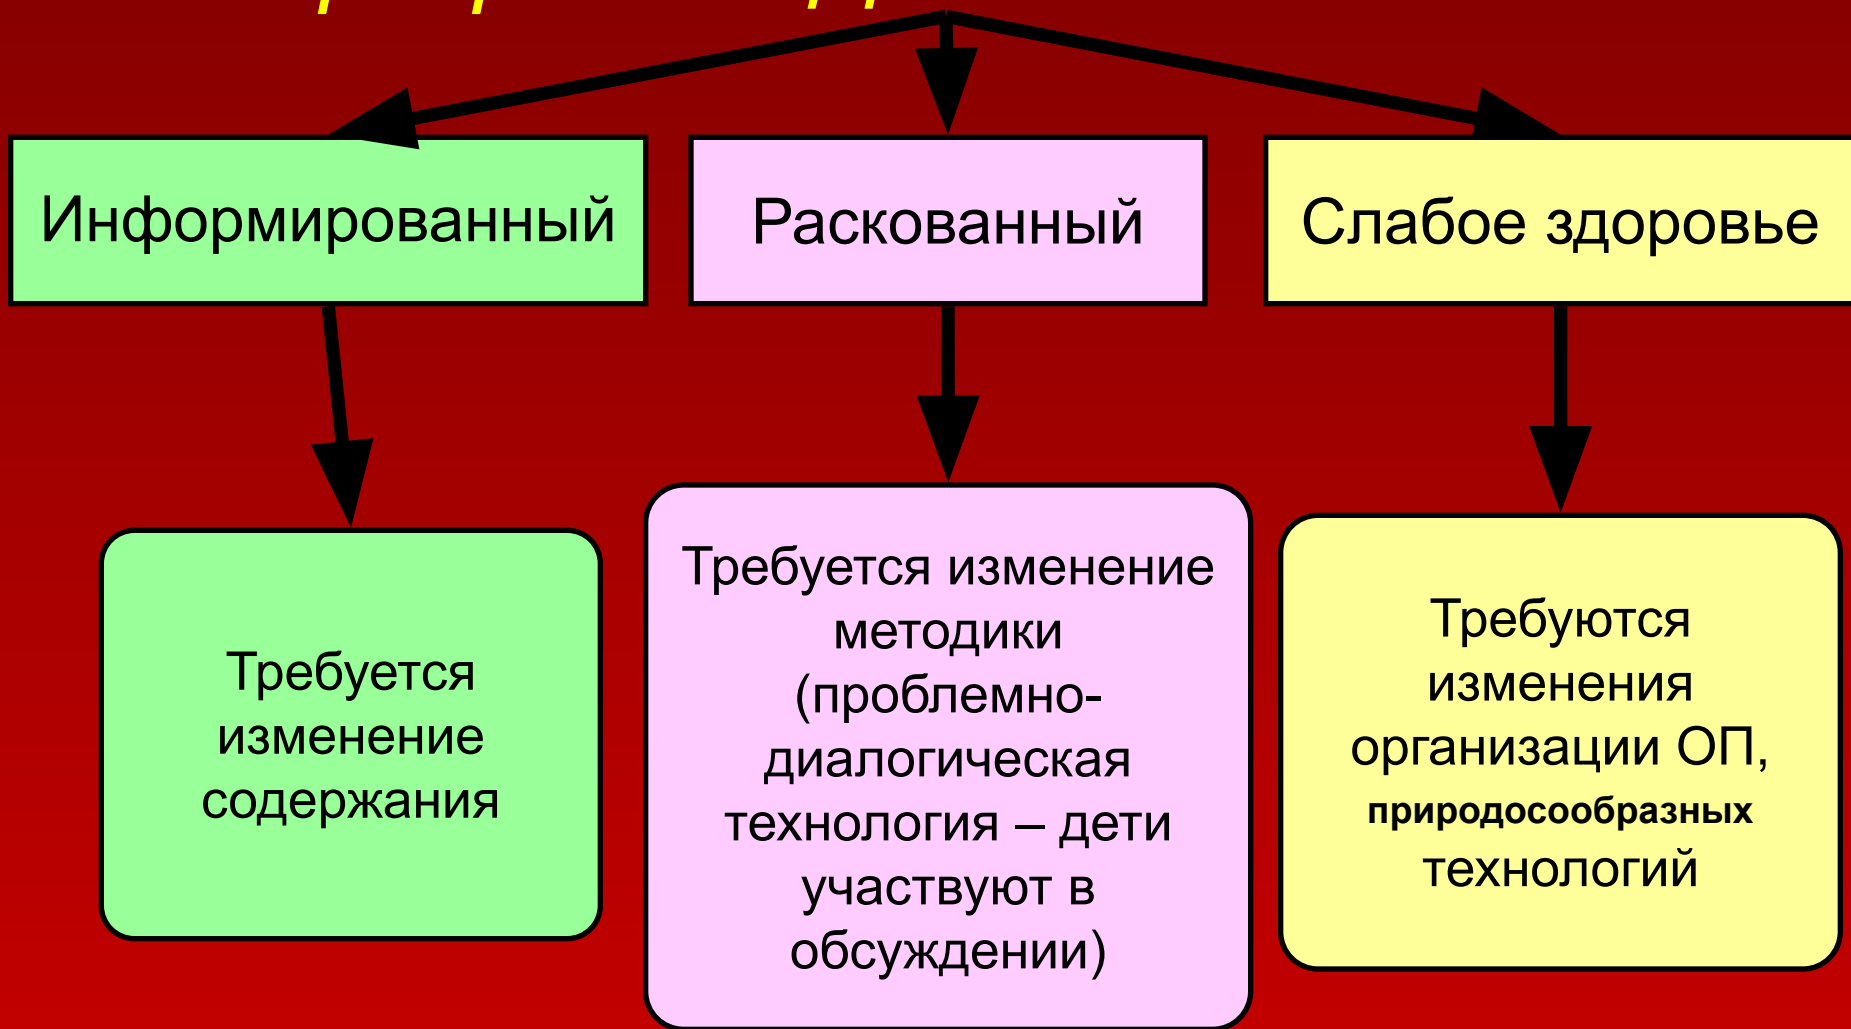 Информированный
Раскованный
Слабое здоровье
Требуется
изменение
содержания
Требуется изменение
методики
(проблемно-
диалогическая
технология – дети
участвуют в
обсуждении)
Требуются
изменения
организации ОП,
природосообразных
технологий